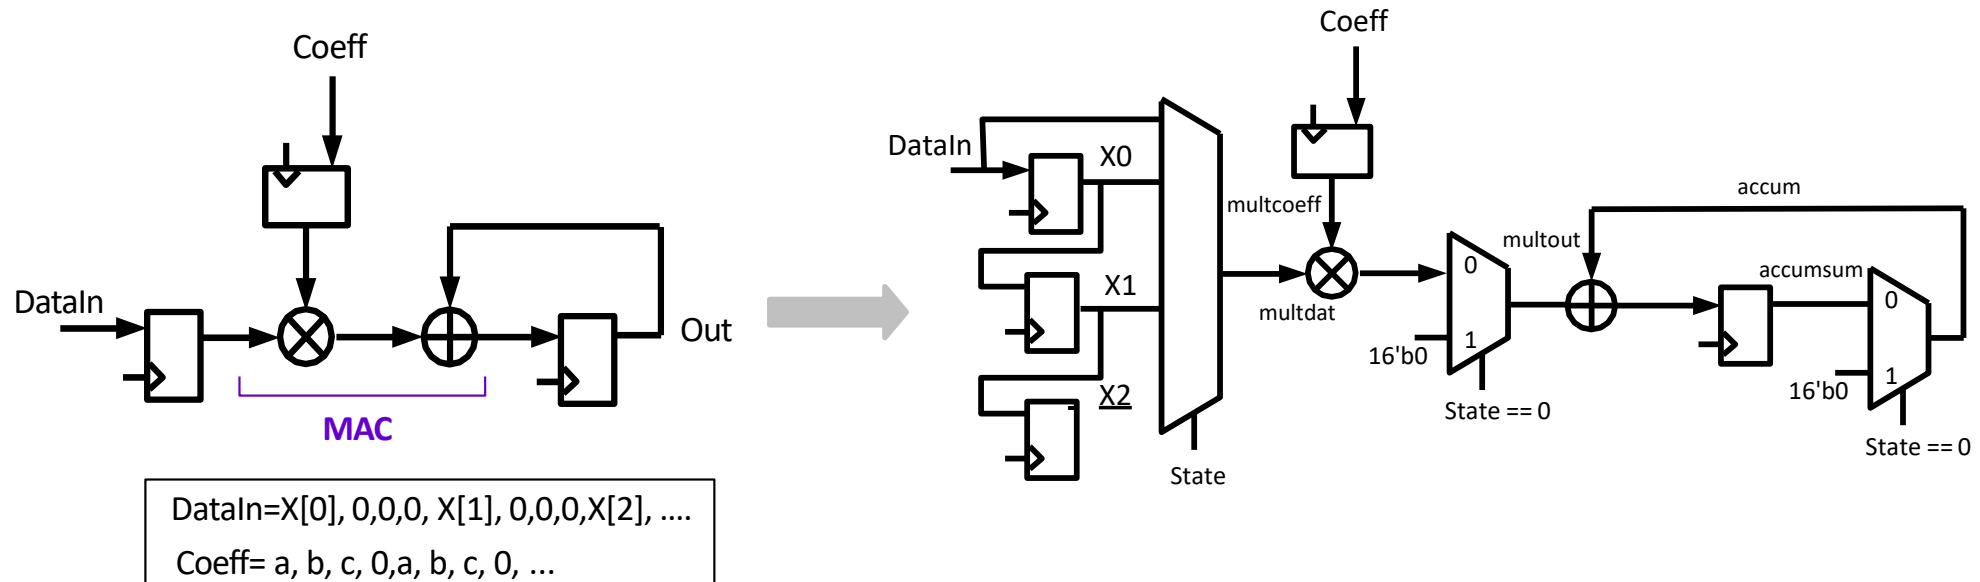 Coeff
DataIn
Out
MAC
DataIn=X[0], 0,0,0, X[1], 0,0,0,X[2], ....
Coeff= a, b, c, 0,a, b, c, 0, ...
Coeff
DataIn
X0
X1
X2
State
multcoeff
multdat
0
1
16'b0
State == 0
multout
accum
accumsum
0
1
16'b0
State == 0